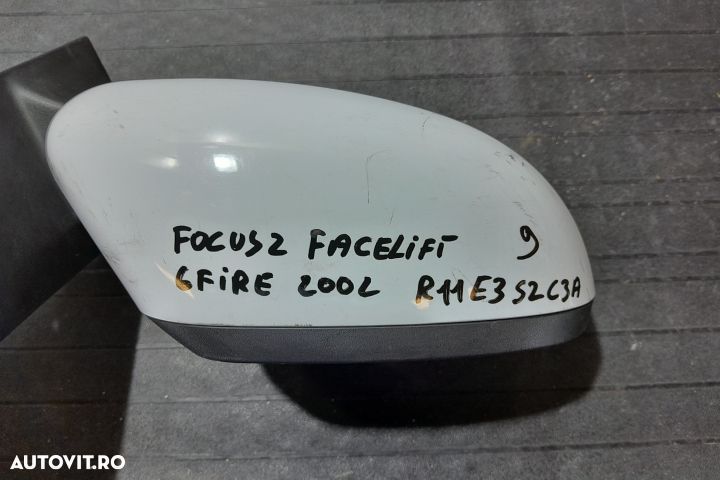 FOCUS2 FACELIFT 9
6FiRE 2002 R11E3S2C3A
AUTOVIT.RO